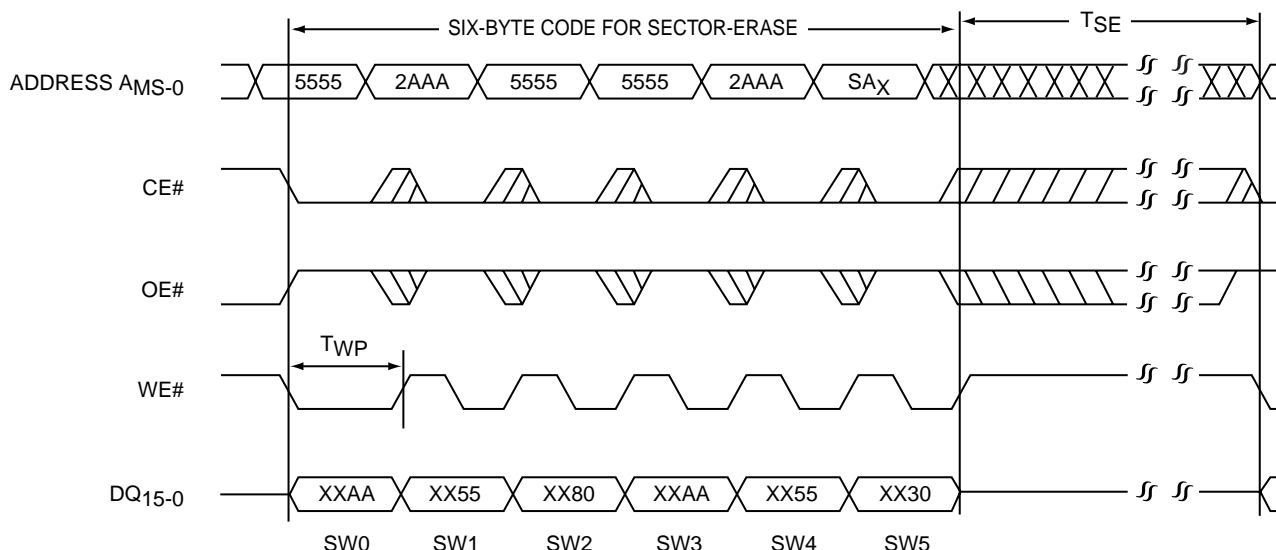 SIX-BYTE CODE FOR SECTOR-ERASE TSE
ADDRESS AMS-0 5555 2AAA 5555 5555 2AAA SAX
CE#
OE#
TWP
WE#
DQ15-0 XXAA XX55 XX80 XXAA XX55 XX30
SW0 SW1 SW2 SW3 SW4 SW5